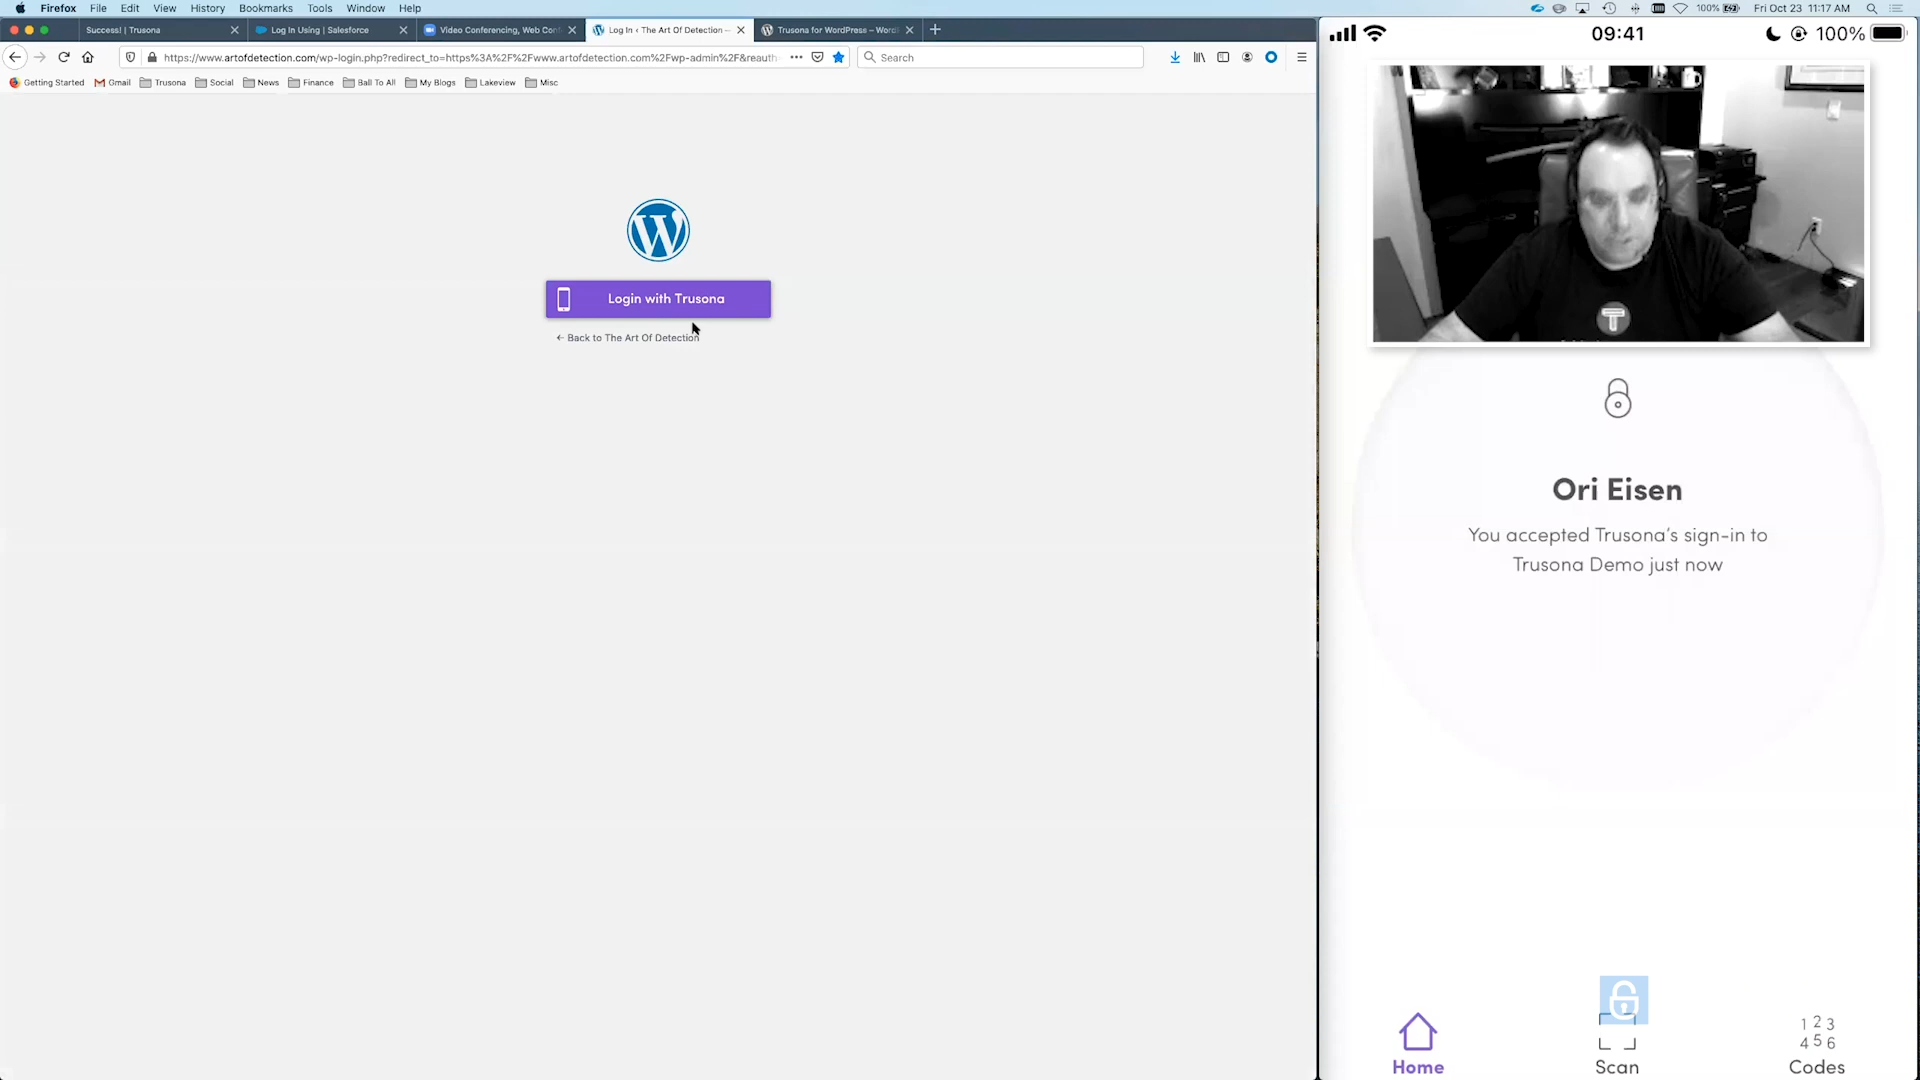 Firefox File Edit View History Bookmarks Tools Window Help 100% Fri Oct 23 11:17 AM
Success! | Trusona
Log In Using | Salesforce
Video Conferencing, Web Conf
Log In ‹ The Art Of Detection —
Trusona for WordPress – Word
https://www.artofdetection.com/wp-login.php?redirect_to=https%3A%2F%2Fwww.artofdetection.com%2Fwp-admin%2F&reauth
Search
Getting Started Gmail Trusona Social News Finance Ball To All My Blogs Lakeview Misc
Login with Trusona
← Back to The Art Of Detection
09:41
100%
Ori Eisen
You accepted Trusona's sign-in to
Trusona Demo just now
1 2 3
4 5 6
Home Scan Codes